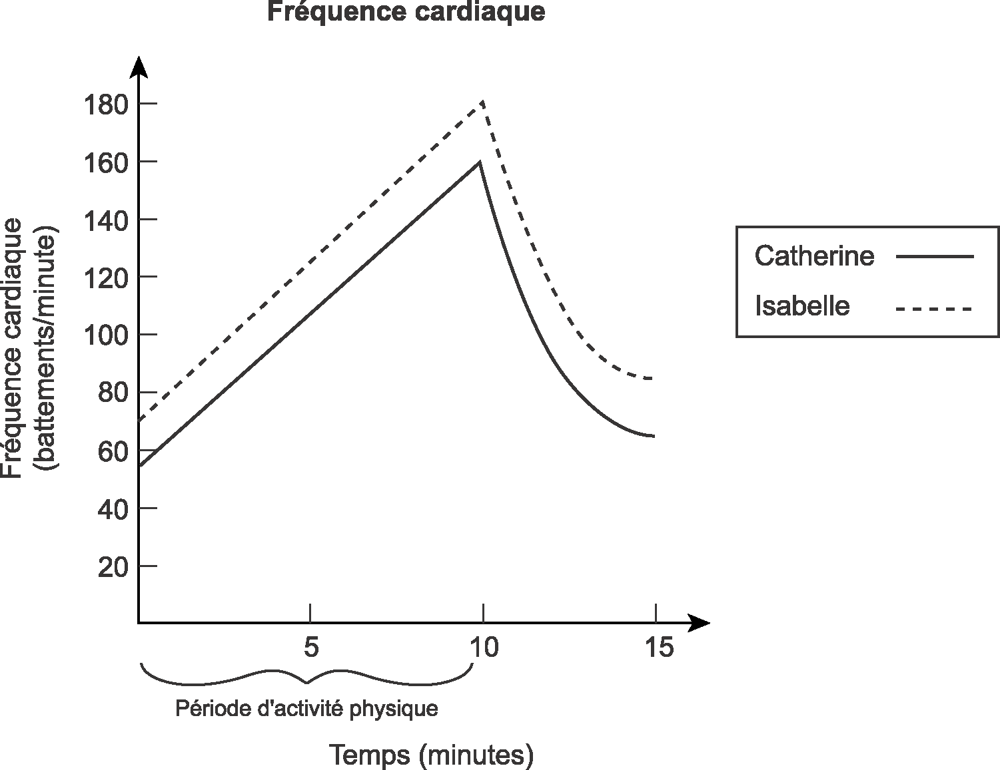 Fréquence cardiaque
Fréquence cardiaque
(battements/minute)
180
160
140
120
100
80
60
40
20
5
10
15
Période d'activité physique
Temps (minutes)
Catherine
Isabelle